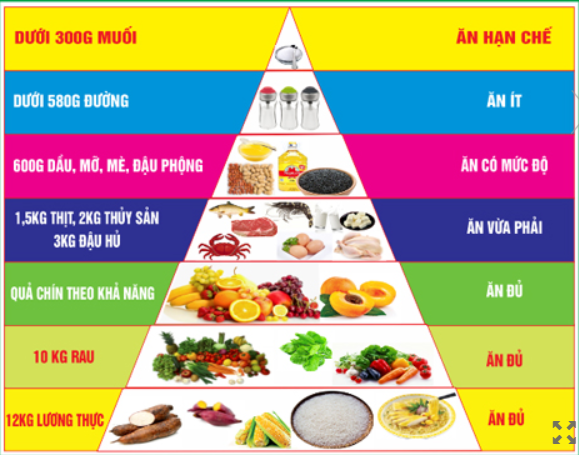 DƯỚI 300G MUỐI
ĂN HẠN CHẾ
DƯỚI 580G ĐƯỜNG
ĂN ÍT
600G DẦU, MỠ, MÈ, ĐẬU PHỘNG
ĂN CÓ MỨC ĐỘ
1,5KG THỊT, 2KG THỦY SẢN
3KG ĐẬU HỦ
ĂN VỪA PHẢI
QUẢ CHÍN THEO KHẢ NĂNG
ĂN ĐỦ
10 KG RAU
ĂN ĐỦ
12KG LƯƠNG THỰC
ĂN ĐỦ